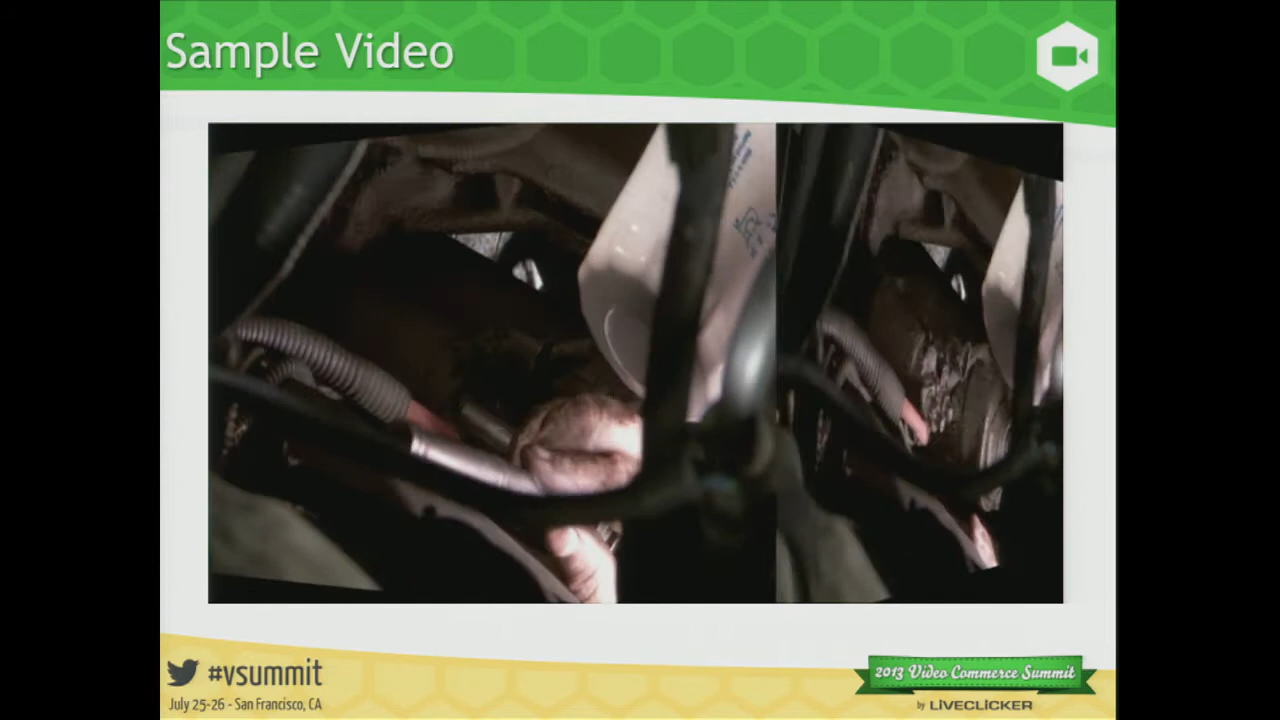 Sample Video
#vsummit
July 25-26 - San Francisco, CA
2013 Video Commerce Summit
by LIVECLICKER